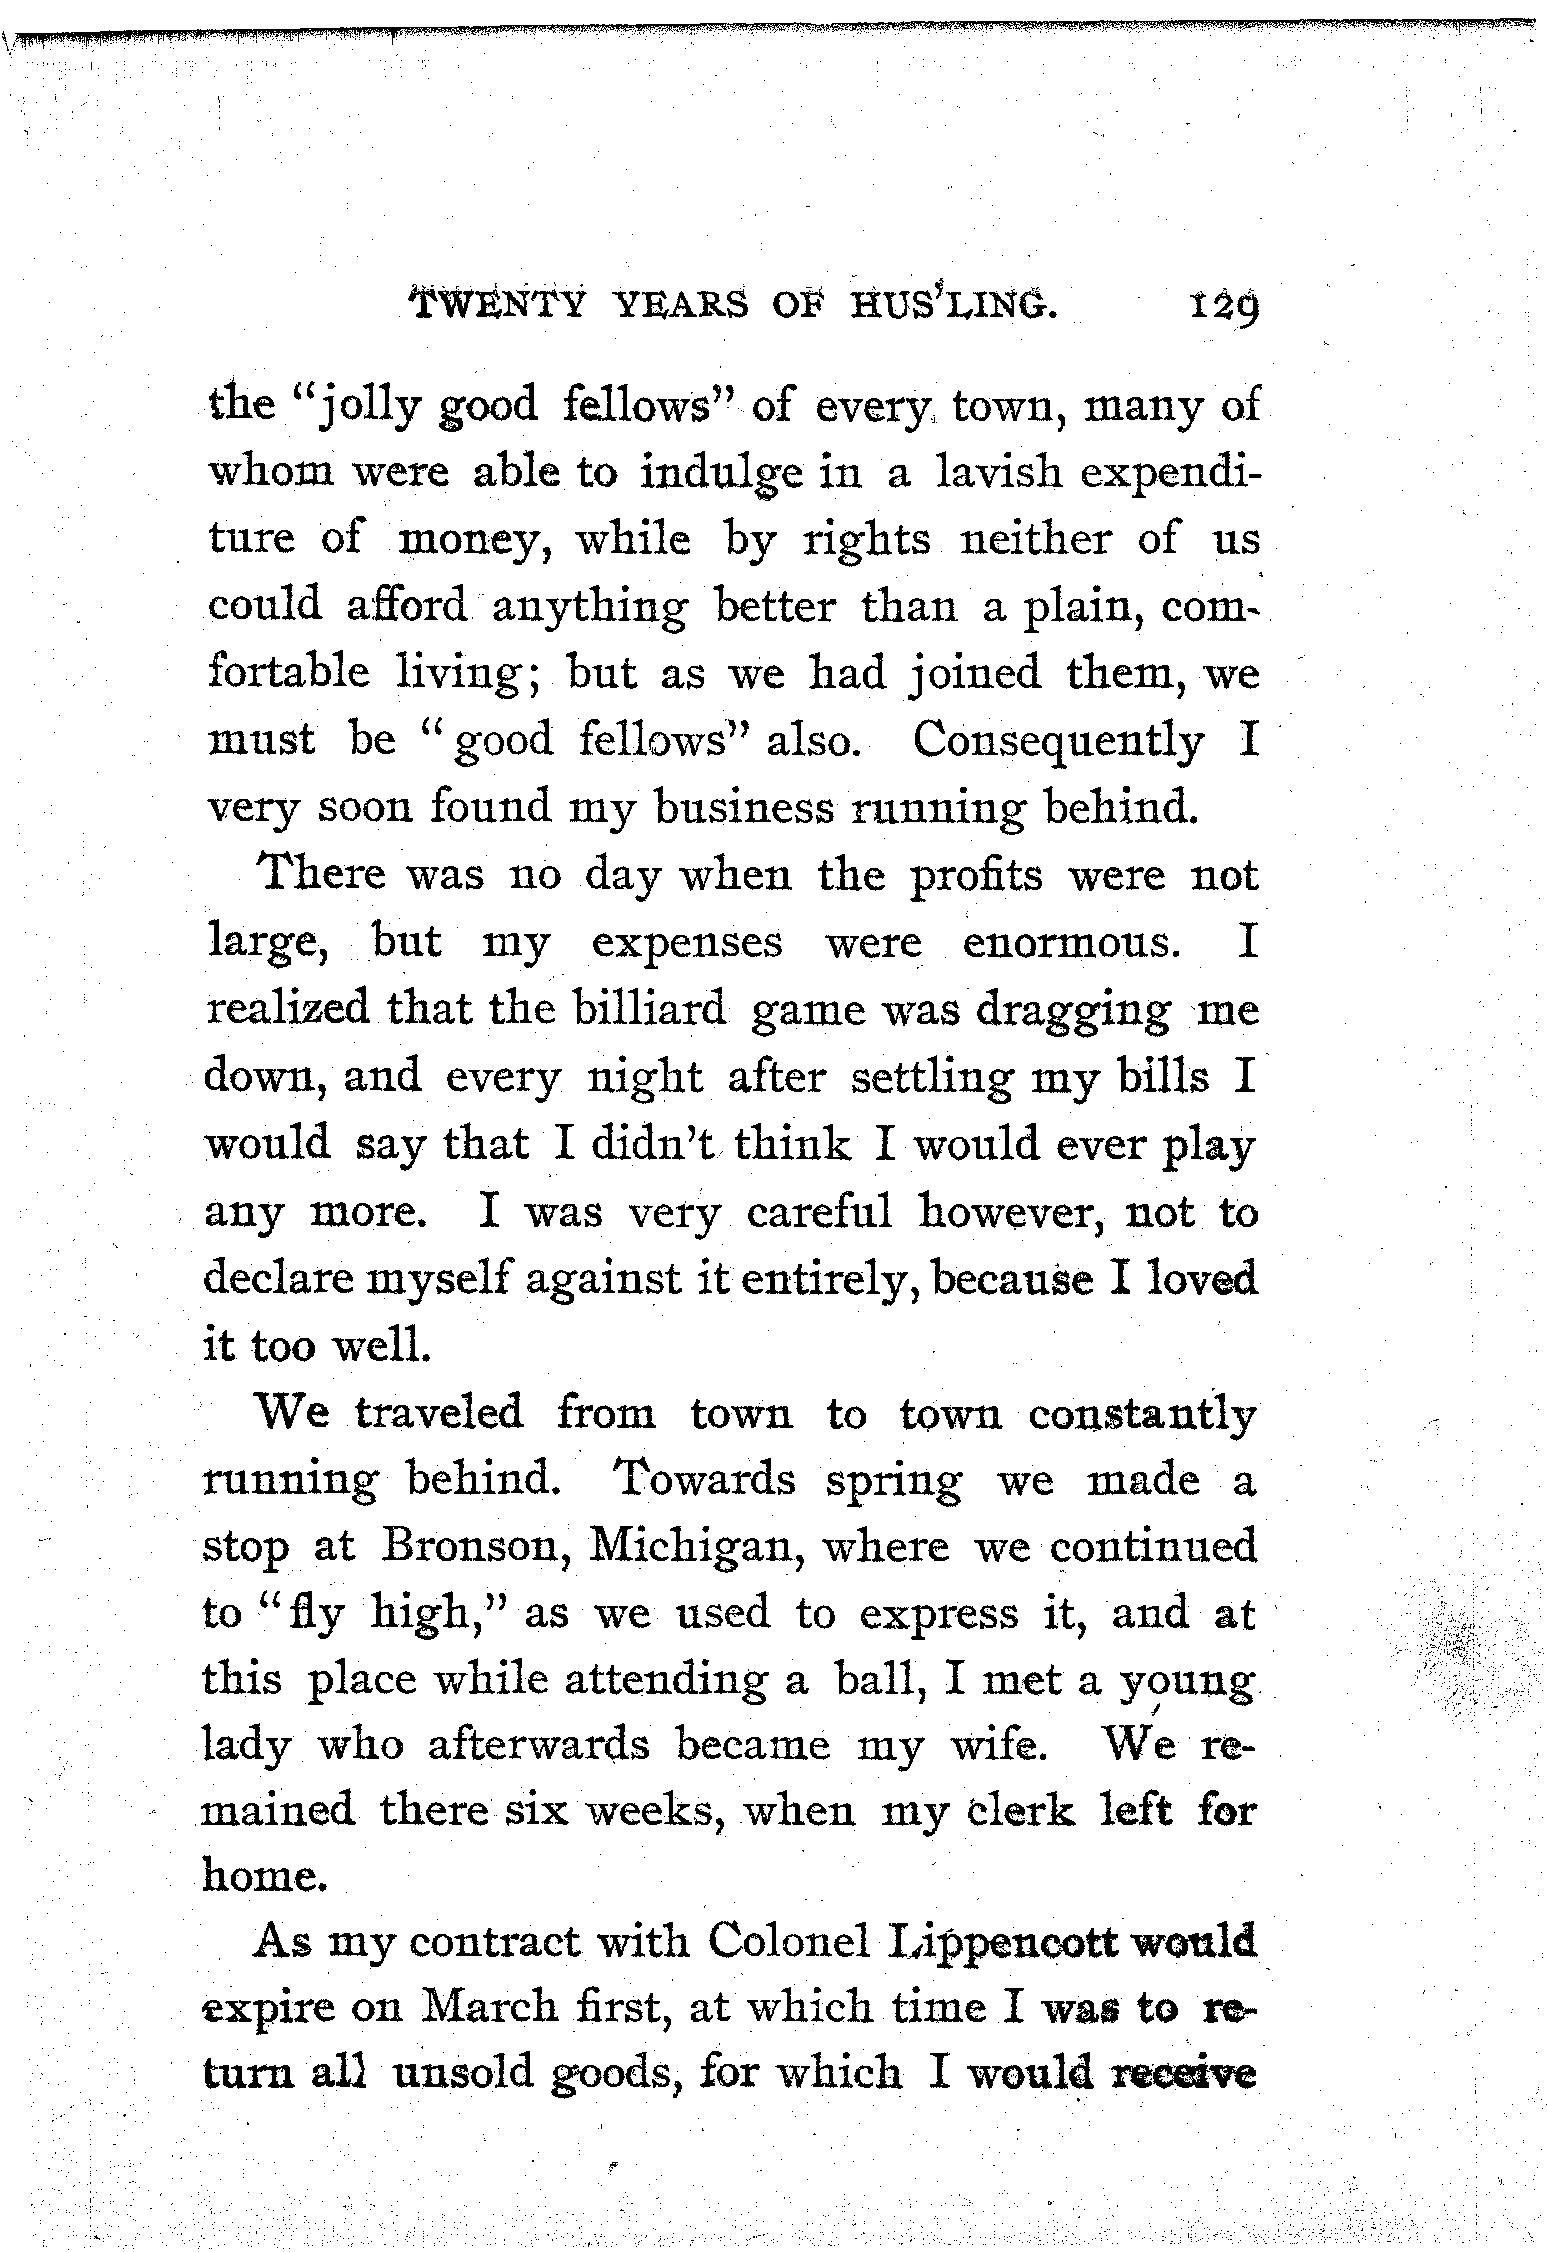 TWENTY YEARS OF HUS'LING. 129
the "jolly good fellows" of every town, many of
whom were able to indulge in a lavish expendi-
ture of money, while by rights neither of us
could afford anything better than a plain, com-
fortable living; but as we had joined them, we
must be "good fellows" also. Consequently I
very soon found my business running behind.
There was no day when the profits were not
large, but my expenses were enormous. I
realized that the billiard game was dragging me
down, and every night after settling my bills I
would say that I didn't think I would ever play
any more. I was very careful however, not to
declare myself against it entirely, because I loved
it too well.
We traveled from town to town constantly
running behind. Towards spring we made a
stop at Bronson, Michigan, where we continued
to "fly high," as we used to express it, and at
this place while attending a ball, I met a young
lady who afterwards became my wife. We re-
mained there six weeks, when my clerk left for
home.
As my contract with Colonel Lippencott would
expire on March first, at which time I was to re-
turn all unsold goods, for which I would receive